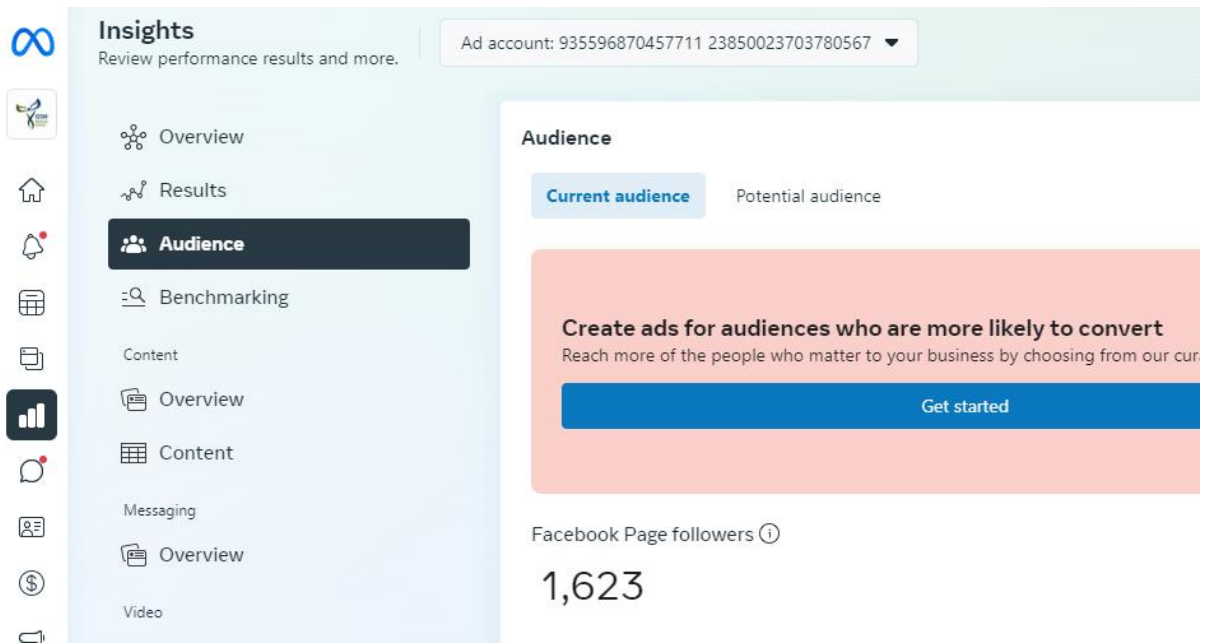 Insights
Review performance results and more.
Ad account: 935596870457711 23850023703780567
Overview
Results
Audience
Benchmarking
Content
Overview
Content
Messaging
Overview
Video
Audience
Current audience
Potential audience
Create ads for audiences who are more likely to convert
Reach more of the people who matter to your business by choosing from our cur
Get started
Facebook Page followers
1,623